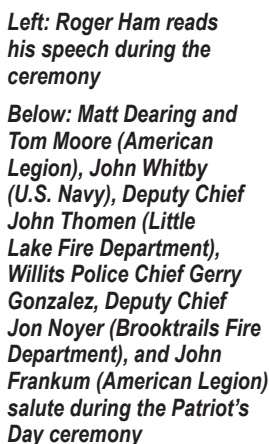 Left: Roger Ham reads
his speech during the
ceremony
Below: Matt Dearing and
Tom Moore (American
Legion), John Whitby
(U.S. Navy), Deputy Chief
John Thomen (Little
Lake Fire Department),
Willits Police Chief Gerry
Gonzalez, Deputy Chief
Jon Noyer (Brooktrails Fire
Department), and John
Frankum (American Legion)
salute during the Patriot's
Day ceremony